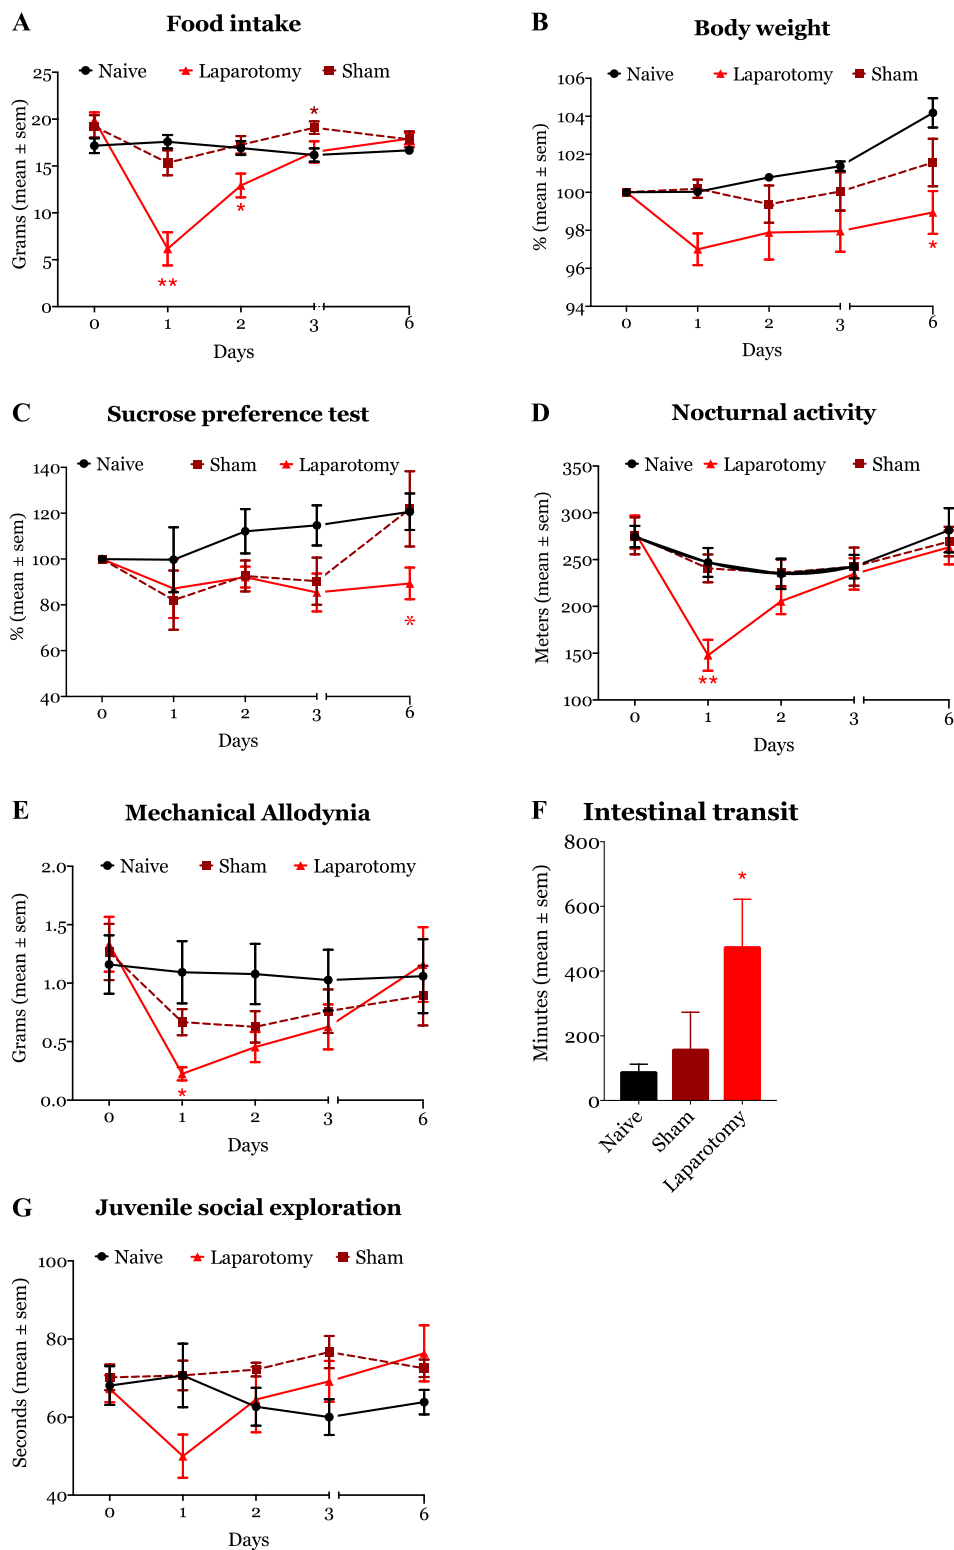 A Food intake
Naive Laparotomy Sham
Grams (mean ± sem)
25
20
15
10
5
0
0 1 2 3 6
Days
*
**
*
B Body weight
Naive Laparotomy Sham
% (mean ± sem)
106
104
102
100
98
96
94
0 1 2 3 6
Days
*
C Sucrose preference test
Naive Sham Laparotomy
% (mean ± sem)
140
120
100
80
60
40
0 1 2 3 6
Days
*
D Nocturnal activity
Naive Laparotomy Sham
Meters (mean ± sem)
350
300
250
200
150
100
0 1 2 3 6
Days
**
E Mechanical Allodynia
Naive Sham Laparotomy
Grams (mean ± sem)
2.0
1.5
1.0
0.5
0.0
0 1 2 3 6
Days
*
F Intestinal transit
Minutes (mean ± sem)
800
600
400
200
0
Naive
Sham
Laparotomy
*
G Juvenile social exploration
Naive Laparotomy Sham
Seconds (mean ± sem)
100
80
60
40
0 1 2 3 6
Days